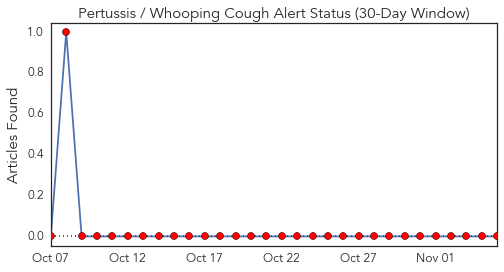 Pertussis / Whooping Cough Alert Status (30-Day Window)
Articles Found
1.0
0.8
0.6
0.4
0.2
0.0
Oct 07 Oct 12 Oct 17 Oct 22 Oct 27 Nov 01